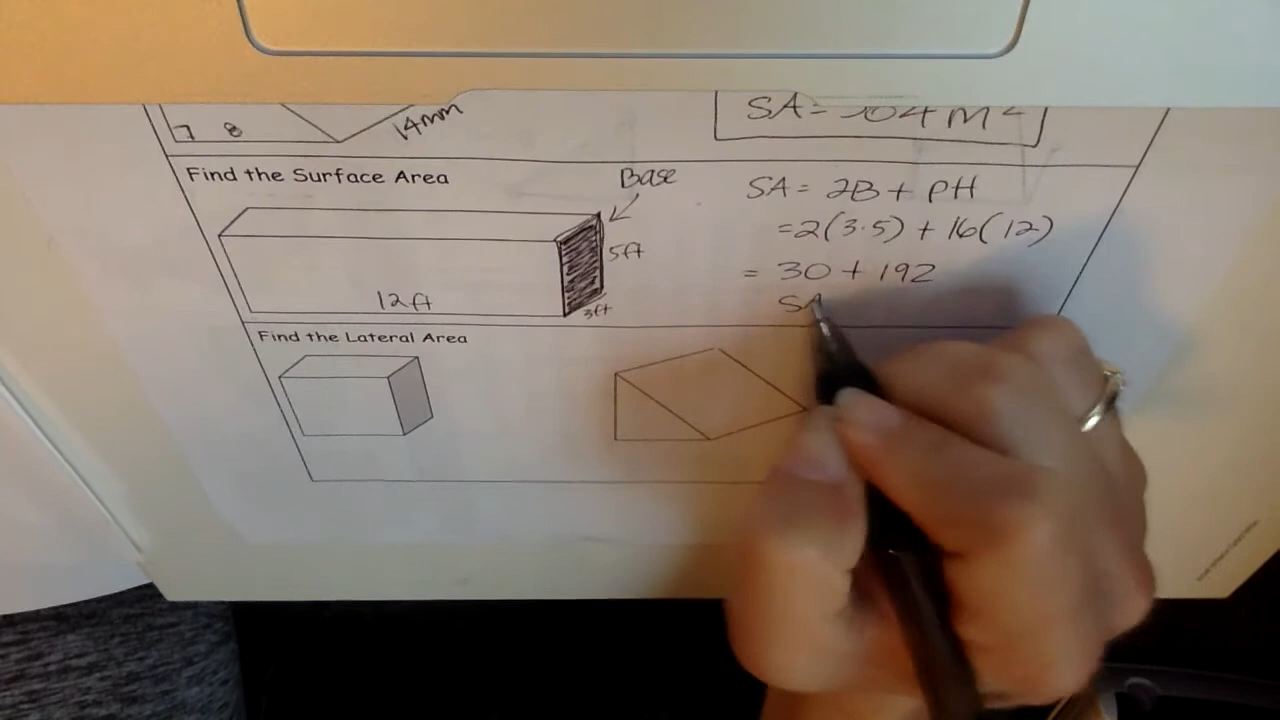 7 8
14mm
SA=
Find the Surface Area
Base
5ft
12ft
3ft
SA = 2B + PH
=2(3·5) + 16(12)
= 30 + 192
SA
Find the Lateral Area